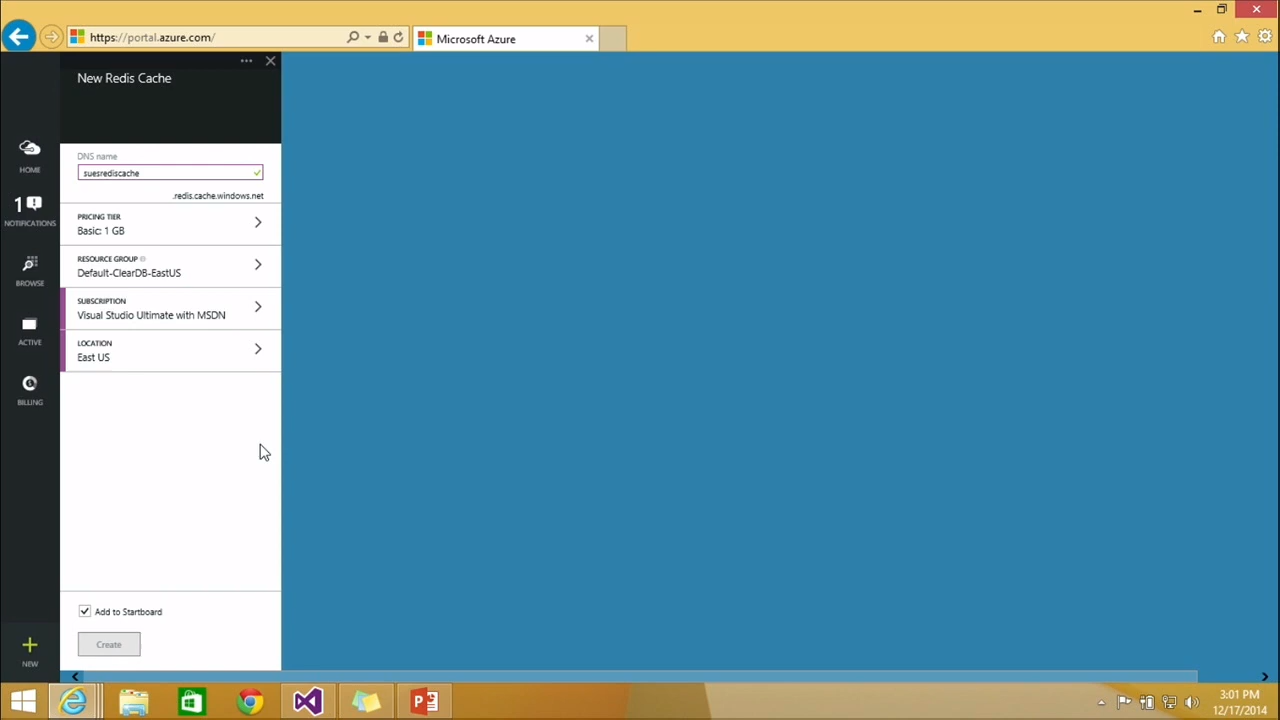 https://portal.azure.com/
Microsoft Azure
New Redis Cache
DNS name
suesrediscache
.redis.cache.windows.net
PRICING TIER
Basic: 1 GB
RESOURCE GROUP
Default-ClearDB-EastUS
SUBSCRIPTION
Visual Studio Ultimate with MSDN
LOCATION
East US
Add to Startboard
Create
HOME
1
NOTIFICATIONS
BROWSE
ACTIVE
BILLING
NEW
3:01 PM
12/17/2014